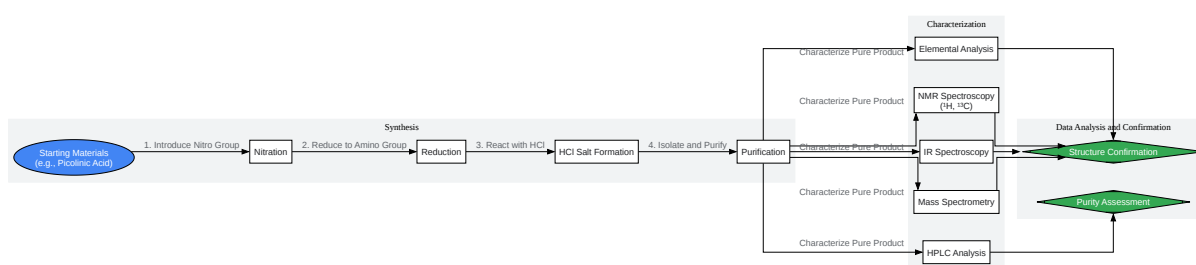 Characterization
Elemental Analysis
Characterize Pure Product
NMR Spectroscopy
(¹H, ¹³C)
Characterize Pure Product
Synthesis
Data Analysis and Confirmation
Starting Materials
(e.g., Picolinic Acid)
1. Introduce Nitro Group
Nitration
2. Reduce to Amino Group
Reduction
3. React with HCl
HCl Salt Formation
4. Isolate and Purify
Purification
Characterize Pure Product
IR Spectroscopy
Structure Confirmation
Characterize Pure Product
Mass Spectrometry
Purity Assessment
Characterize Pure Product
HPLC Analysis